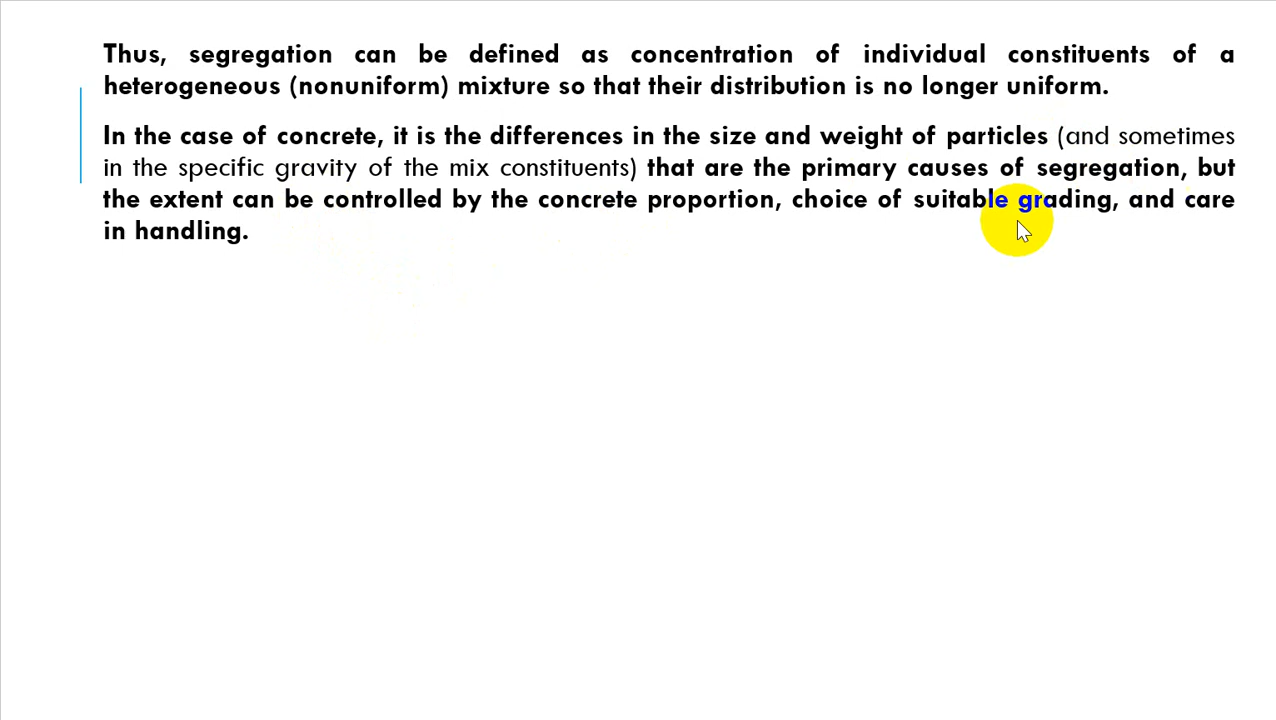 Thus, segregation can be defined as concentration of individual constituents of a
heterogeneous (nonuniform) mixture so that their distribution is no longer uniform.
In the case of concrete, it is the differences in the size and weight of particles (and sometimes
in the specific gravity of the mix constituents) that are the primary causes of segregation, but
the extent can be controlled by the concrete proportion, choice of suitable grading, and care
in handling.